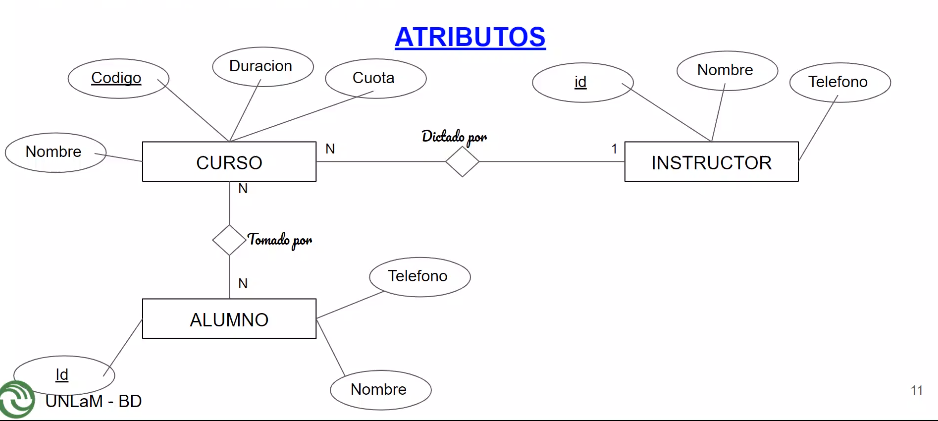 ATRIBUTOS
Codigo
Duracion
Cuota
id
Nombre
Telefono
Nombre
CURSO
N
Dictado por
1
INSTRUCTOR
N
Tomado por
N
Telefono
ALUMNO
Id
Nombre
UNLaM - BD
11